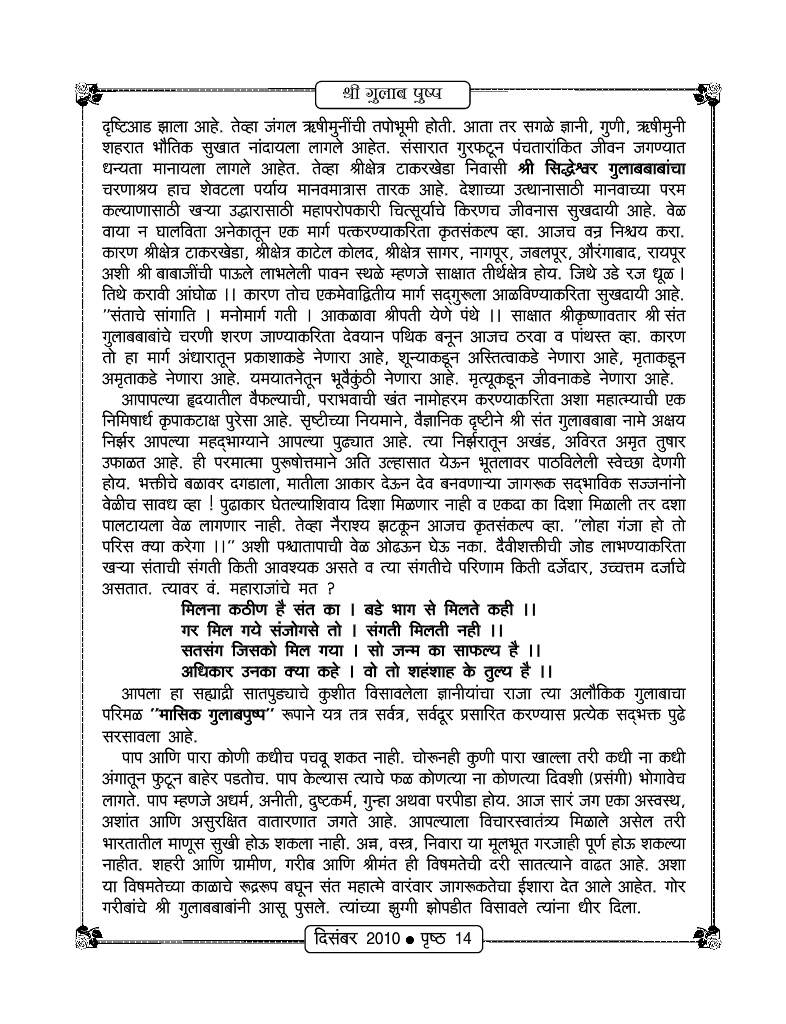 श्री गुलाब पुष्प
दृष्टिआड झाला आहे. तेव्हा जंगल ऋषीमुनींची तपोभूमी होती. आता तर सगळे ज्ञानी, गुणी, ऋषीमुनी
शहरात भौतिक सुखात नांदायला लागले आहेत. संसारात गुरफटून पंचतारांकित जीवन जगण्यात
धन्यता मानायला लागले आहेत. तेव्हा श्रीक्षेत्र टाकरखेडा निवासी श्री सिद्धेश्वर गुलाबबाबांचा
चरणाश्रय हाच शेवटला पर्याय मानवमात्रास तारक आहे. देशाच्या उत्थानासाठी मानवाच्या परम
कल्याणासाठी खऱ्या उद्धारासाठी महापरोपकारी चित्सूर्याचे किरणच जीवनास सुखदायी आहे. वेळ
वाया न घालविता अनेकातून एक मार्ग पत्करण्याकरिता कृतसंकल्प व्हा. आजच वज्र निश्चय करा.
कारण श्रीक्षेत्र टाकरखेडा, श्रीक्षेत्र काटेल कोलद, श्रीक्षेत्र सागर, नागपूर, जबलपूर, औरंगाबाद, रायपूर
अशी श्री बाबाजींची पाऊले लाभलेली पावन स्थळे म्हणजे साक्षात तीर्थक्षेत्र होय. जिथे उडे रज धूळ ।
तिथे करावी आंघोळ ।। कारण तोच एकमेवाद्वितीय मार्ग सद्‌गुरूला आळविण्याकरिता सुखदायी आहे.
''संताचे सांगाति । मनोमार्ग गती । आकळावा श्रीपती येणे पंथे ।। साक्षात श्रीकृष्णावतार श्री संत
गुलाबबाबांचे चरणी शरण जाण्याकरिता देवयान पथिक बनून आजच ठरवा व पांथस्त व्हा. कारण
तो हा मार्ग अंधारातून प्रकाशाकडे नेणारा आहे, शून्याकडून अस्तित्वाकडे नेणारा आहे, मृताकडून
अमृताकडे नेणारा आहे. यमयातनेतून भूवैकुंठी नेणारा आहे. मृत्यूकडून जीवनाकडे नेणारा आहे.
आपापल्या हृदयातील वैफल्याची, पराभवाची खंत नामोहरम करण्याकरिता अशा महात्म्याची एक
निमिषार्ध कृपाकटाक्ष पुरेसा आहे. सृष्टीच्या नियमाने, वैज्ञानिक दृष्टीने श्री संत गुलाबबाबा नामे अक्षय
निर्झर आपल्या महद्‌भाग्याने आपल्या पुढ्यात आहे. त्या निर्झरातून अखंड, अविरत अमृत तुषार
उफाळत आहे. ही परमात्मा पुरूषोत्तमाने अति उल्हासात येऊन भूतलावर पाठविलेली स्वेच्छा देणगी
होय. भक्तीचे बळावर दगडाला, मातीला आकार देऊन देव बनवणाऱ्या जागरूक सद्‌भाविक सज्जनांनो
वेळीच सावध व्हा ! पुढाकार घेतल्याशिवाय दिशा मिळणार नाही व एकदा का दिशा मिळाली तर दशा
पालटायला वेळ लागणार नाही. तेव्हा नैराश्य झटकून आजच कृतसंकल्प व्हा. ''लोहा गंजा हो तो
परिस क्या करेगा ।।'' अशी पश्चातापाची वेळ ओढऊन घेऊ नका. दैवीशक्तीची जोड लाभण्याकरिता
खऱ्या संताची संगती किती आवश्यक असते व त्या संगतीचे परिणाम किती दर्जेदार, उच्चत्तम दर्जाचे
असतात. त्यावर वं. महाराजांचे मत ?
मिलना कठीण है संत का । बडे भाग से मिलते कही ।।
गर मिल गये संजोगसे तो । संगती मिलती नही ।।
सतसंग जिसको मिल गया । सो जन्म का साफल्य है ।।
अधिकार उनका क्या कहे । वो तो शहंशाह के तुल्य है ।।
आपला हा सह्याद्री सातपुड्याचे कुशीत विसावलेला ज्ञानीयांचा राजा त्या अलौकिक गुलाबाचा
परिमळ ''मासिक गुलाबपुष्प'' रूपाने यत्र तत्र सर्वत्र, सर्वदूर प्रसारित करण्यास प्रत्येक सद्‌भक्त पुढे
सरसावला आहे.
पाप आणि पारा कोणी कधीच पचवू शकत नाही. चोरूनही कुणी पारा खाल्ला तरी कधी ना कधी
अंगातून फुटून बाहेर पडतोच. पाप केल्यास त्याचे फळ कोणत्या ना कोणत्या दिवशी (प्रसंगी) भोगावेच
लागते. पाप म्हणजे अधर्म, अनीती, दुष्टकर्म, गुन्हा अथवा परपीडा होय. आज सारं जग एका अस्वस्थ,
अशांत आणि असुरक्षित वातारणात जगते आहे. आपल्याला विचारस्वातंत्र्य मिळाले असेल तरी
भारतातील माणूस सुखी होऊ शकला नाही. अन्न, वस्त्र, निवारा या मूलभूत गरजाही पूर्ण होऊ शकल्या
नाहीत. शहरी आणि ग्रामीण, गरीब आणि श्रीमंत ही विषमतेची दरी सातत्याने वाढत आहे. अशा
या विषमतेच्या काळाचे रूद्ररूप बघून संत महात्मे वारंवार जागरूकतेचा ईशारा देत आले आहेत. गोर
गरीबांचे श्री गुलाबबाबांनी आसू पुसले. त्यांच्या झुग्गी झोपडीत विसावले त्यांना धीर दिला.
दिसंबर 2010 ● पृष्ठ 14